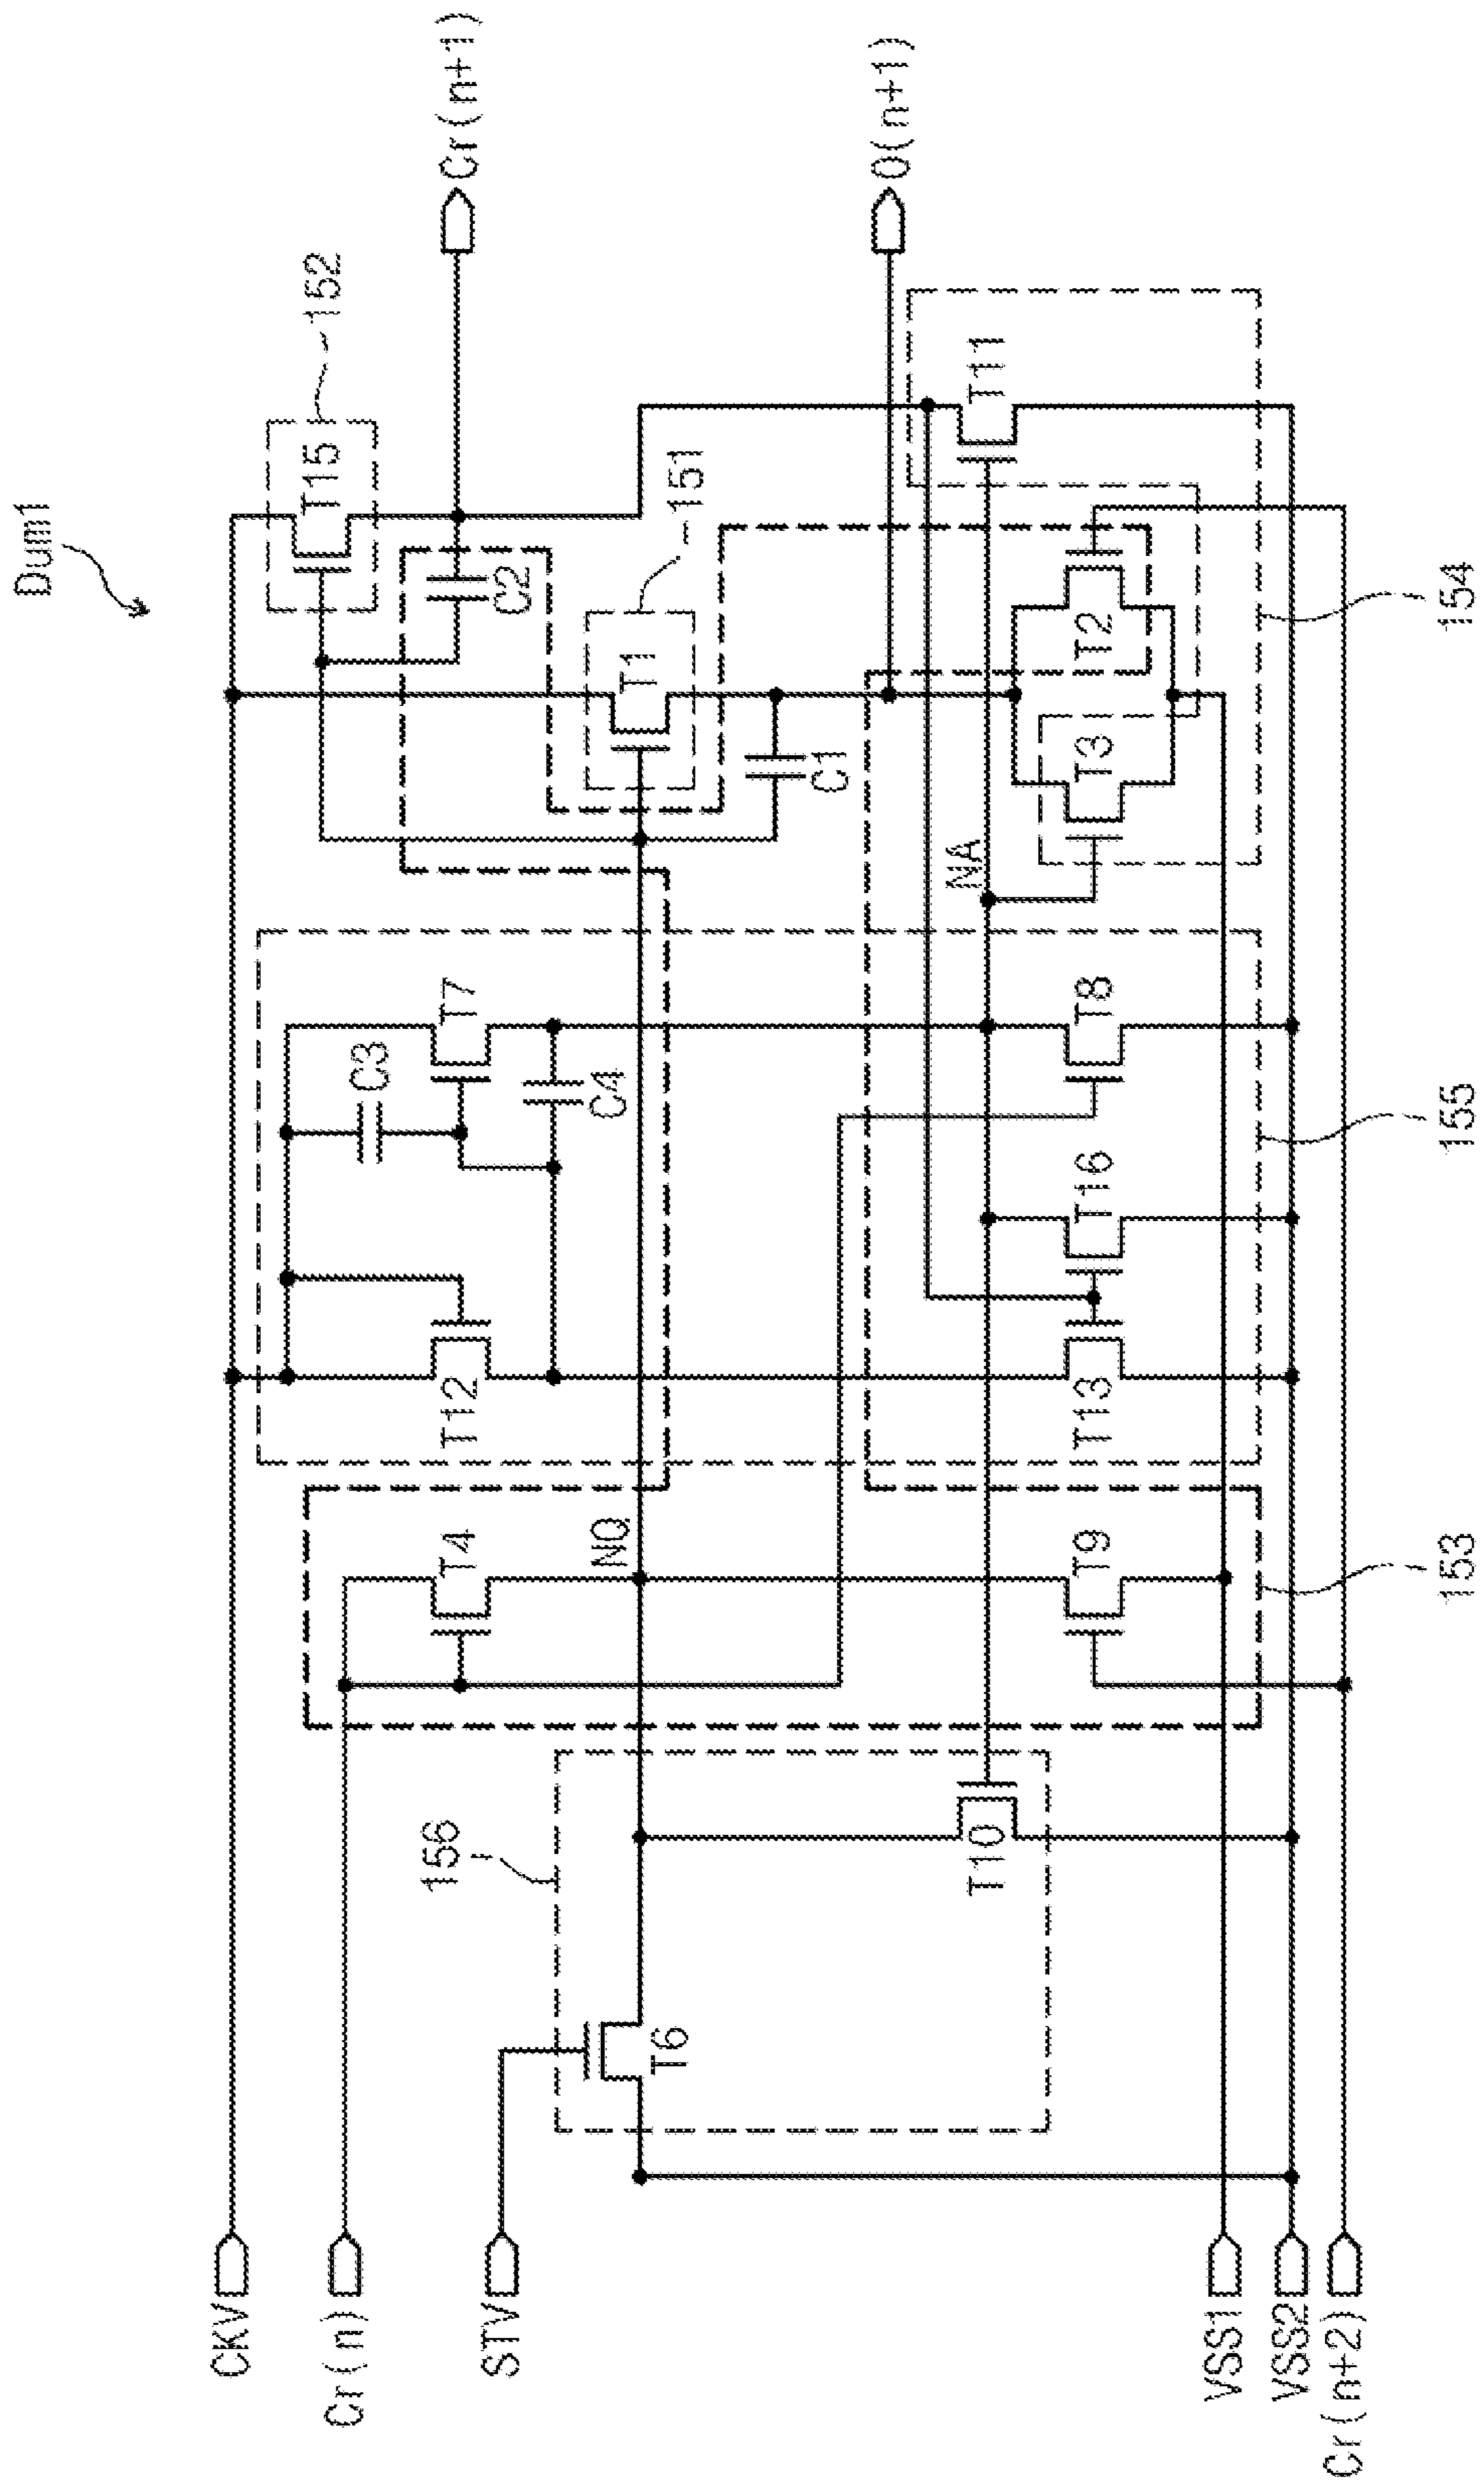 Dum1
CKV
Cr(n)
STV
VSS1
VSS2
Cr(n+2)
Cr(n+1)
O(n+1)
152
T15
C2
151
T1
C1
T7
C3
C4
T12
T4
NQ
156
T6
T10
NA
T11
T2
T3
T8
T16
T13
T9
154
155
153